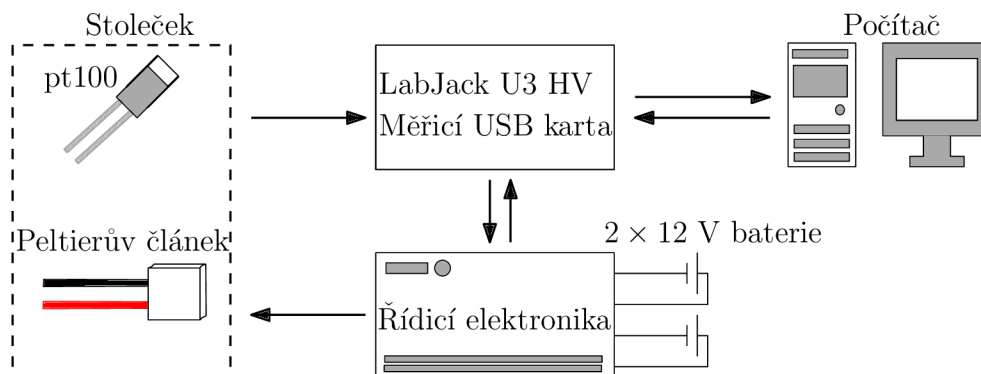 Stoleček
Počítač
pt100
LabJack U3 HV
Měřicí USB karta
Peltierův článek
2 × 12 V baterie
Řídicí elektronika